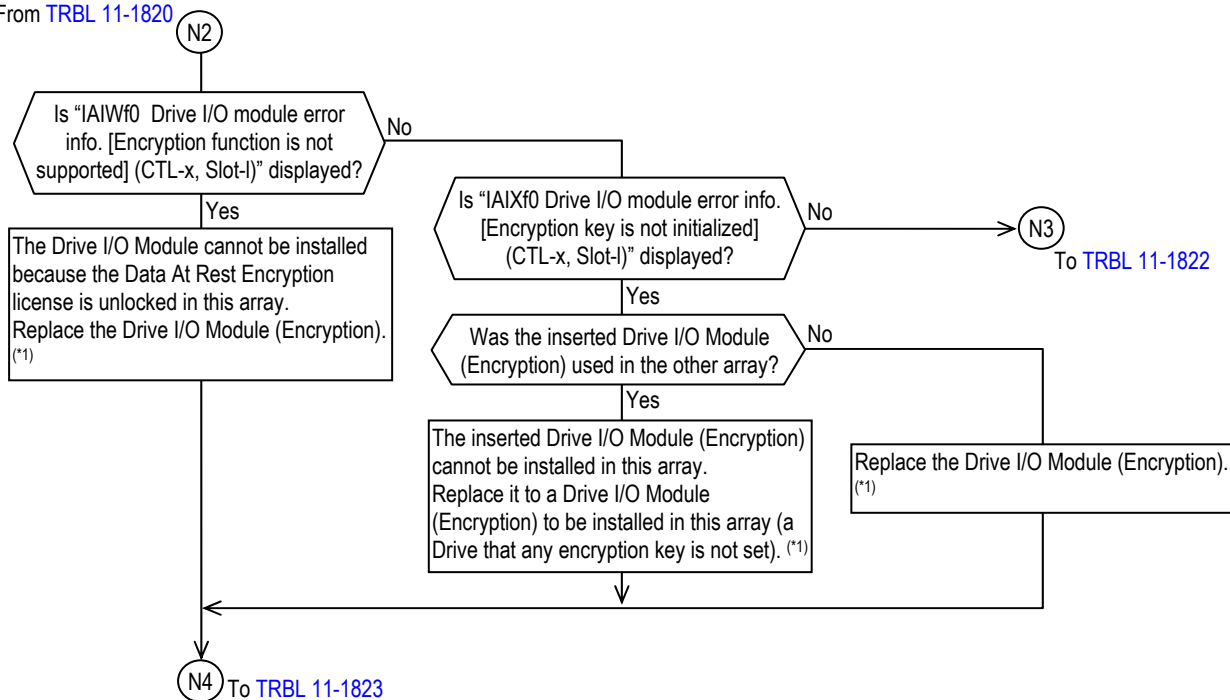 From TRBL 11-1820
N2
Is “IAIWf0  Drive I/O module error
info. [Encryption function is not
supported] (CTL-x, Slot-l)” displayed?
No
Yes
The Drive I/O Module cannot be installed
because the Data At Rest Encryption
license is unlocked in this array.
Replace the Drive I/O Module (Encryption).
(*1)
Is “IAIXf0 Drive I/O module error info.
[Encryption key is not initialized]
(CTL-x, Slot-l)” displayed?
No
N3
To TRBL 11-1822
Yes
Was the inserted Drive I/O Module
(Encryption) used in the other array?
No
Yes
The inserted Drive I/O Module (Encryption)
cannot be installed in this array.
Replace it to a Drive I/O Module
(Encryption) to be installed in this array (a
Drive that any encryption key is not set). (*1)
Replace the Drive I/O Module (Encryption).
(*1)
N4
To TRBL 11-1823